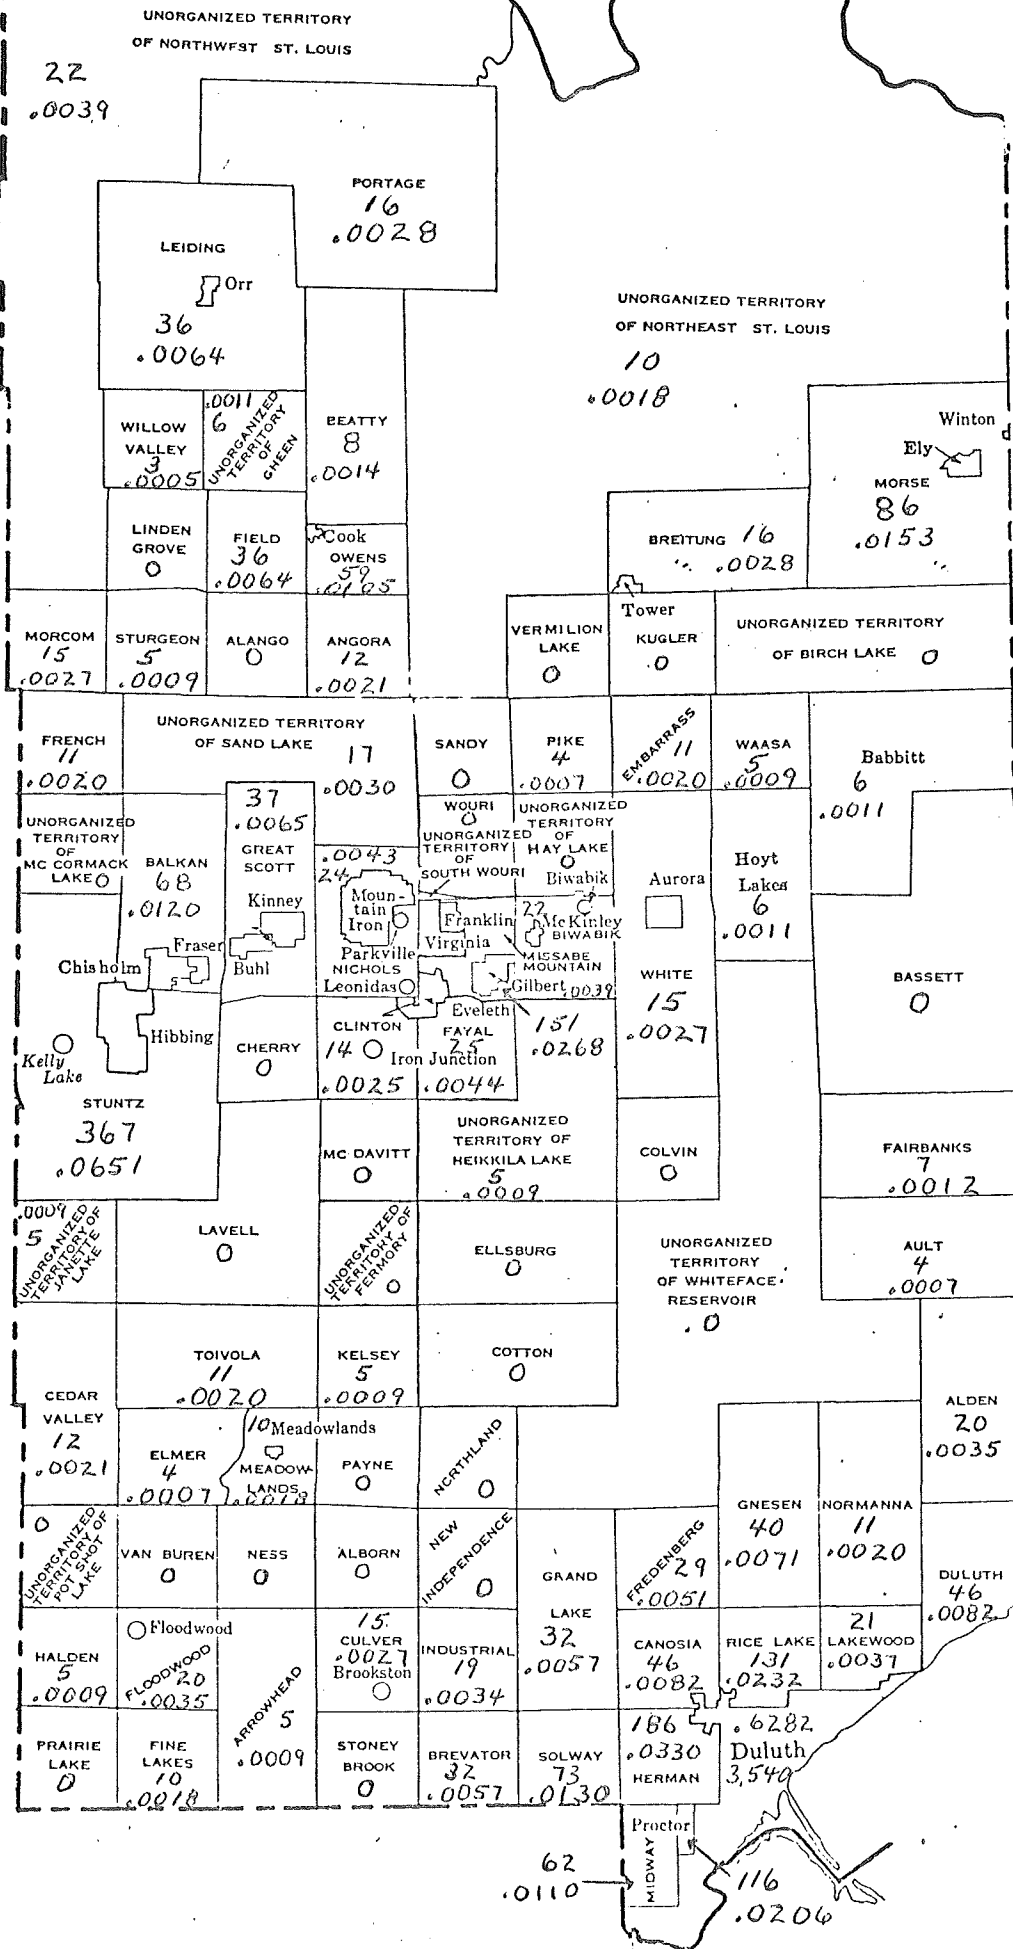 UNORGANIZED TERRITORY
OF NORTHWEST ST. LOUIS
22
.0039
PORTAGE
16
.0028
LEIDING
Orr
36
.0064
UNORGANIZED TERRITORY
OF NORTHEAST ST. LOUIS
10
.0018
WILLOW
VALLEY
3
.0005
.0011
6
UNORGANIZED
TERRITORY
OF
GHEEN
BEATTY
8
.0014
Winton
Ely
MORSE
86
.0153
LINDEN
GROVE
0
FIELD
36
.0064
Cook
OWENS
59
.0105
BREITUNG 16
.0028
Tower
MORCOM
15
.0027
STURGEON
5
.0009
ALANGO
0
ANGORA
12
.0021
VERMILION
LAKE
0
KUGLER
.0
UNORGANIZED TERRITORY
OF BIRCH LAKE 0
FRENCH
11
.0020
UNORGANIZED TERRITORY
OF SAND LAKE
17
.0030
SANDY
0
PIKE
4
.0007
EMBARRASS
11
.0020
WAASA
5
.0009
Babbitt
6
.0011
UNORGANIZED
TERRITORY
OF
MC CORMACK
LAKE 0
BALKAN
68
.0120
37
.0065
GREAT
SCOTT
Kinney
Buhl
Fraser
Chisholm
Hibbing
Kelly
Lake
STUNTZ
367
.0651
.0043
24
Moun-
tain
Iron
Parkville
NICHOLS
Leonidas
WOURI
0
UNORGANIZED
TERRITORY
OF
SOUTH WOURI
UNORGANIZED
TERRITORY
OF
HAY LAKE
0
Biwabik
Franklin
Virginia
22
McKinley
BIWABIK
MISSABE
MOUNTAIN
Gilbert
.0039
Eveleth
151
.0268
Aurora
WHITE
15
.0027
Hoyt
Lakes
6
.0011
BASSETT
0
CHERRY
0
CLINTON
14
.0025
FAYAL
25
Iron Junction
.0044
MC DAVITT
0
UNORGANIZED
TERRITORY OF
HEIKKILA LAKE
5
.0009
COLVIN
0
FAIRBANKS
7
.0012
.0009
5
UNORGANIZED
TERRITORY OF
JANETTE
LAKE
LAVELL
0
UNORGANIZED
TERRITORY OF
FERMORY
0
ELLSBURG
0
UNORGANIZED
TERRITORY
OF WHITEFACE
RESERVOIR
.0
AULT
4
.0007
CEDAR
VALLEY
12
.0021
TOIVOLA
11
.0020
KELSEY
5
.0009
COTTON
0
ALDEN
20
.0035
ELMER
4
.0007
10 Meadowlands
MEADOW-
LANDS
.0018
PAYNE
0
NORTHLAND
0
GNESEN
40
.0071
NORMANNA
11
.0020
0
UNORGANIZED
TERRITORY OF
POT SHOT
LAKE
VAN BUREN
0
NESS
0
ALBORN
0
NEW
INDEPENDENCE
0
GRAND
LAKE
32
.0057
FREDENBERG
29
.0051
DULUTH
46
.0082
HALDEN
5
.0009
Floodwood
FLOODWOOD
20
.0035
ARROWHEAD
5
.0009
15.
CULVER
.0027
Brookston
INDUSTRIAL
19
.0034
CANOSIA
46
.0082
RICE LAKE
131
.0232
21
LAKEWOOD
.0037
PRAIRIE
LAKE
0
FINE
LAKES
10
.0018
STONEY
BROOK
0
BREVATOR
32
.0057
SOLWAY
73
.0130
186
.0330
HERMAN
.6282
Duluth
3,540
Proctor
MIDWAY
62
.0110
116
.0206